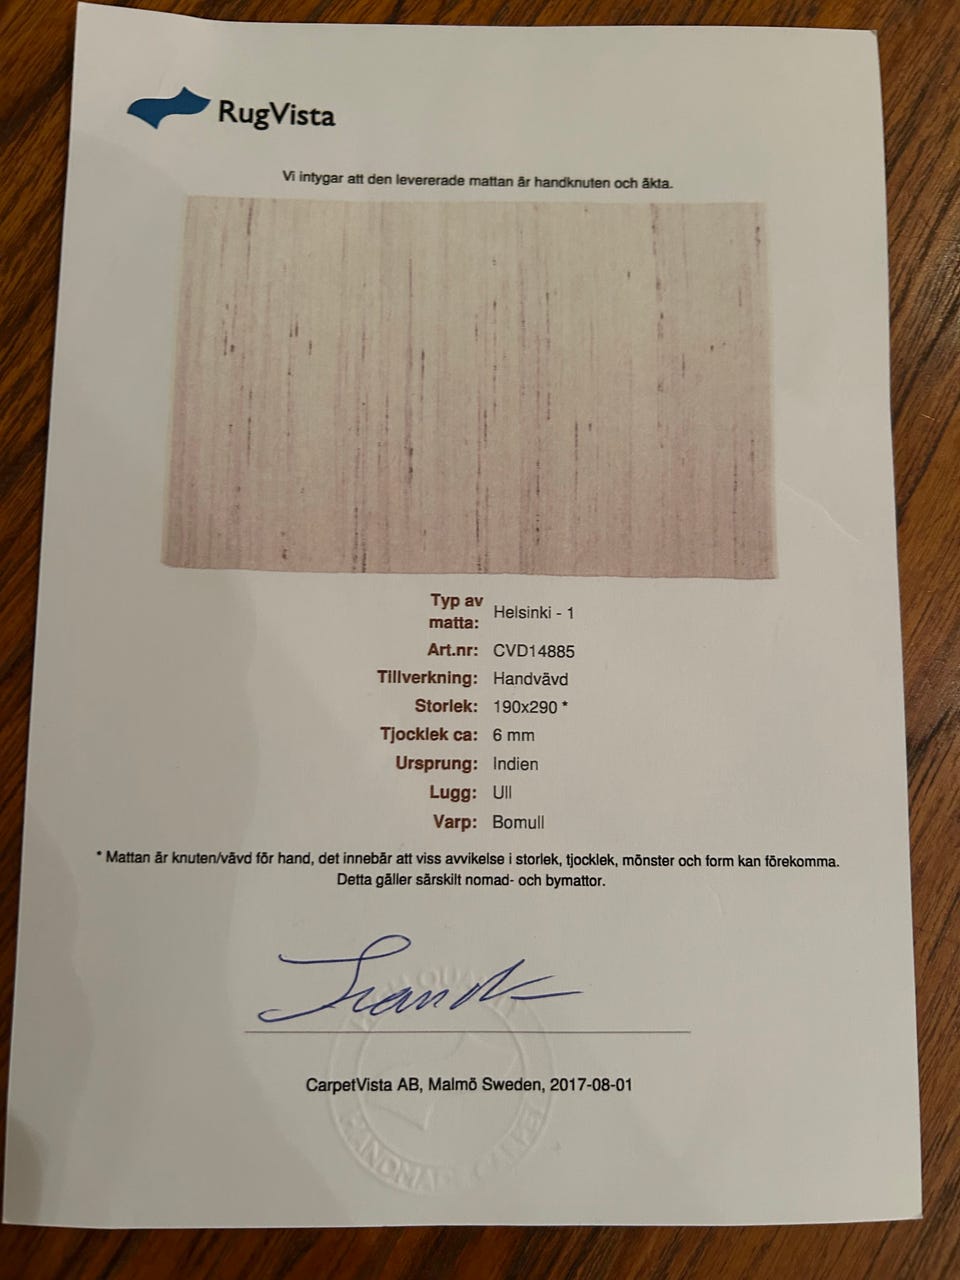 RugVista
Vi intygar att den levererade mattan är handknuten och äkta.
Typ av
matta: Helsinki - 1
Art.nr: CVD14885
Tillverkning: Handvävd
Storlek: 190x290 *
Tjocklek ca: 6 mm
Ursprung: Indien
Lugg: Ull
Varp: Bomull
* Mattan är knuten/vävd för hand, det innebär att viss avvikelse i storlek, tjocklek, mönster och form kan förekomma.
Detta gäller särskilt nomad- och bymattor.
CarpetVista AB, Malmö Sweden, 2017-08-01